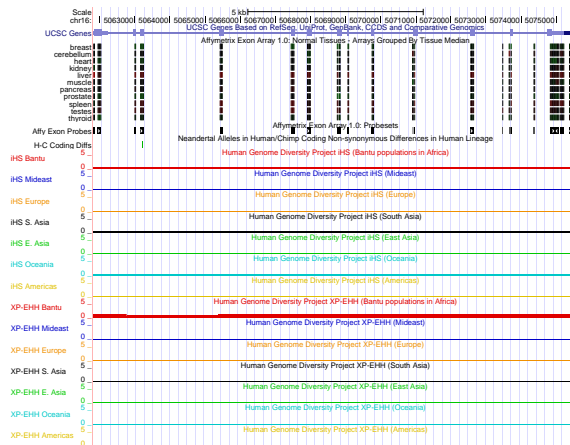 Scale 5 kb
chr16: 5063000 5064000 5065000 5066000 5067000 5068000 5069000 5070000 5071000 5072000 5073000 5074000 5075000
UCSC Genes Based on RefSeq, UniProt, GenBank, CCDS and Comparative Genomics
UCSC Genes
Affymetrix Exon Array 1.0: Normal Tissues - Array Grouped By Tissue Median
breast
cerebellum
heart
kidney
liver
muscle
pancreas
prostate
spleen
testes
thyroid
Affymetrix Exon Array 1.0: Probesets
Affy Exon Probes
Neandertal Alleles in Human/Chimp Coding Non-synonymous Differences in Human Lineage
H-C Coding Diffs
Human Genome Diversity Project iHS (Bantu populations in Africa)
iHS Bantu 5 0
Human Genome Diversity Project iHS (Mideast)
iHS Mideast 5 0
Human Genome Diversity Project iHS (Europe)
iHS Europe 5 0
Human Genome Diversity Project iHS (South Asia)
iHS S. Asia 5 0
Human Genome Diversity Project iHS (East Asia)
iHS E. Asia 5 0
Human Genome Diversity Project iHS (Oceania)
iHS Oceania 5 0
Human Genome Diversity Project iHS (Americas)
iHS Americas 5 0
Human Genome Diversity Project XP-EHH (Bantu populations in Africa)
XP-EHH Bantu 5 0
Human Genome Diversity Project XP-EHH (Mideast)
XP-EHH Mideast 5 0
Human Genome Diversity Project XP-EHH (Europe)
XP-EHH Europe 5 0
Human Genome Diversity Project XP-EHH (South Asia)
XP-EHH S. Asia 5 0
Human Genome Diversity Project XP-EHH (East Asia)
XP-EHH E. Asia 5 0
Human Genome Diversity Project XP-EHH (Oceania)
XP-EHH Oceania 5 0
Human Genome Diversity Project XP-EHH (Americas)
XP-EHH Americas 5 0